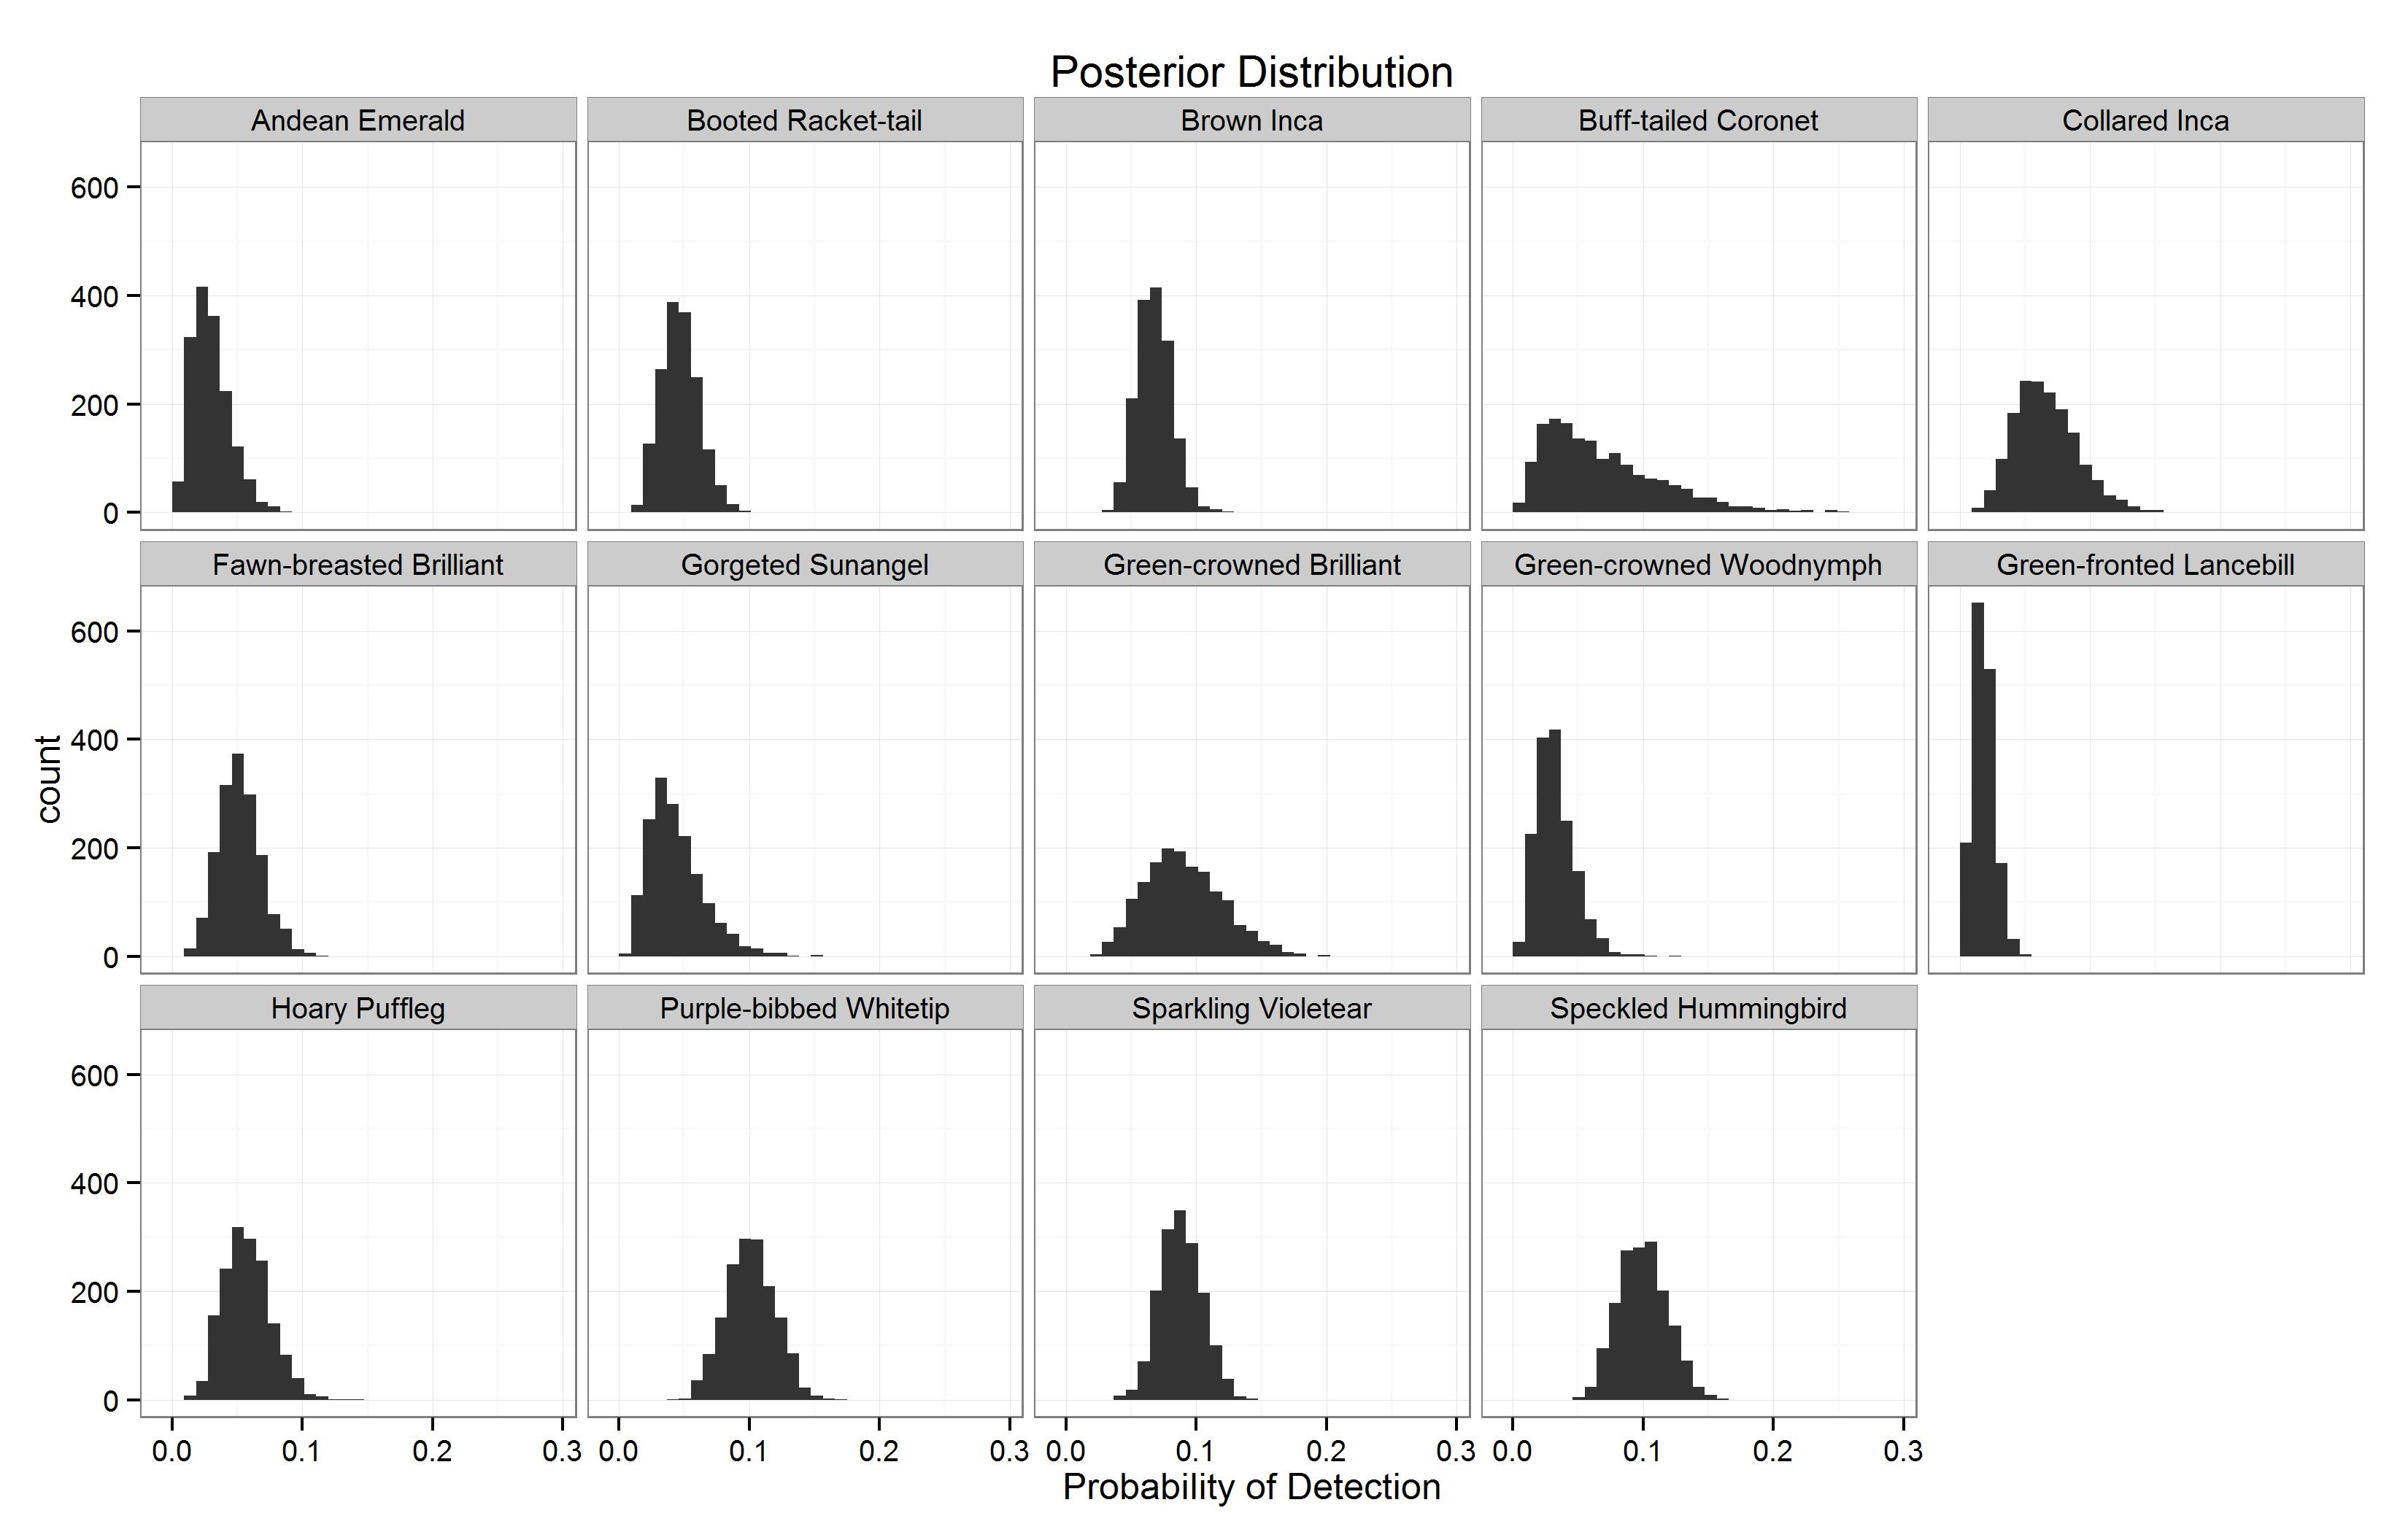 Posterior Distribution
Andean Emerald
Booted Racket-tail
Brown Inca
Buff-tailed Coronet
Collared Inca
600
400
200
0
Fawn-breasted Brilliant
Gorgeted Sunangel
Green-crowned Brilliant
Green-crowned Woodnymph
Green-fronted Lancebill
count
600
400
200
0
Hoary Puffleg
Purple-bibbed Whitetip
Sparkling Violetear
Speckled Hummingbird
600
400
200
0
0.0 0.1 0.2 0.3 0.0 0.1 0.2 0.3 0.0 0.1 0.2 0.3 0.0 0.1 0.2 0.3
Probability of Detection